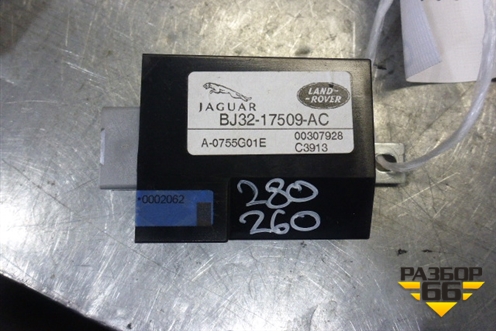 JAGUAR
LAND-
ROVER
BJ32-17509-AC
A-0755G01E
00307928
C3913
•0002062
280
260
РАЗБОР
66